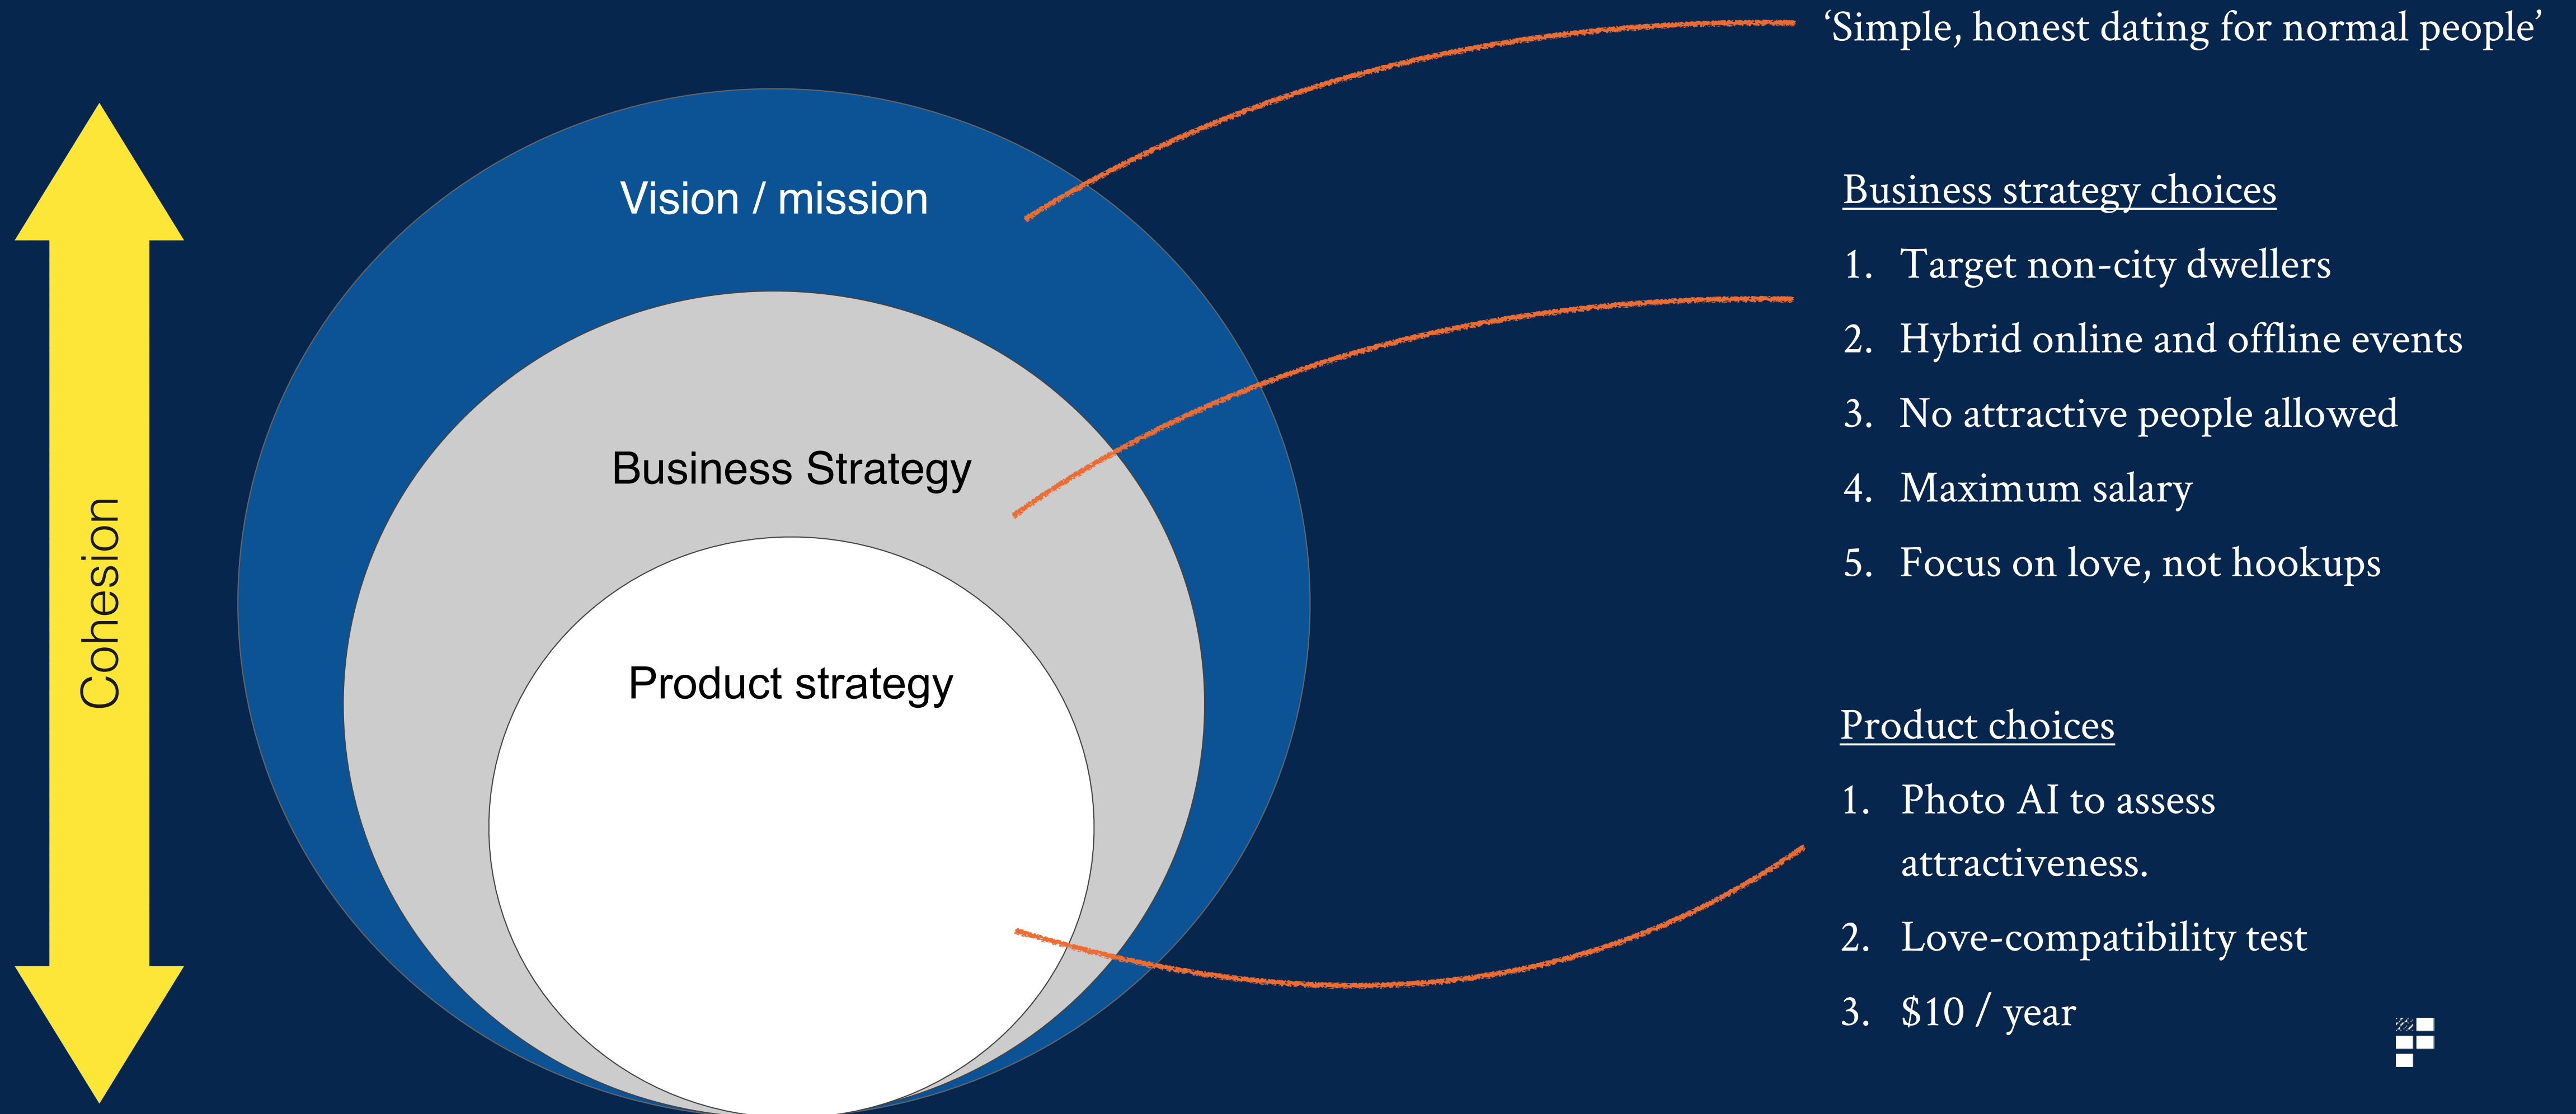 ‘Simple, honest dating for normal people’
Vision / mission
Business Strategy
Product strategy
Cohesion
Business strategy choices
1. Target non-city dwellers
2. Hybrid online and offline events
3. No attractive people allowed
4. Maximum salary
5. Focus on love, not hookups
Product choices
1. Photo AI to assess
attractiveness.
2. Love-compatibility test
3. $10 / year